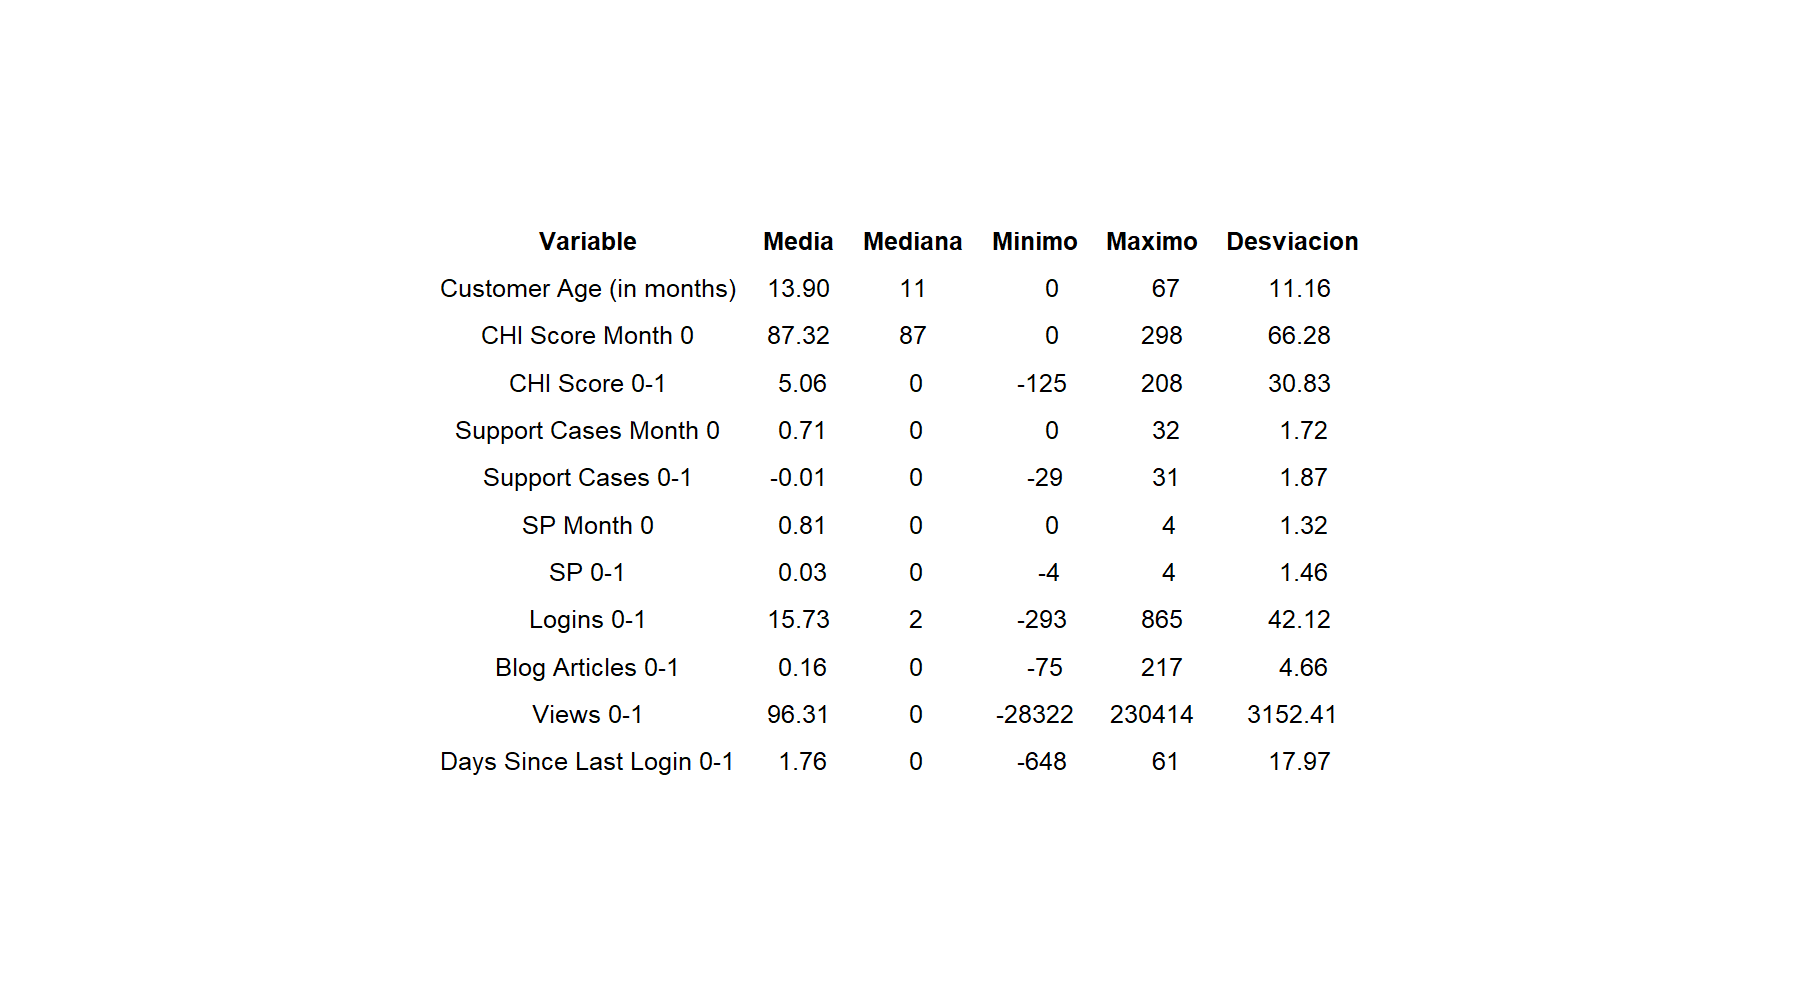 Variable Media Mediana Minimo Maximo Desviacion
Customer Age (in months) 13.90 11 0 67 11.16
CHI Score Month 0 87.32 87 0 298 66.28
CHI Score 0-1 5.06 0 -125 208 30.83
Support Cases Month 0 0.71 0 0 32 1.72
Support Cases 0-1 -0.01 0 -29 31 1.87
SP Month 0 0.81 0 0 4 1.32
SP 0-1 0.03 0 -4 4 1.46
Logins 0-1 15.73 2 -293 865 42.12
Blog Articles 0-1 0.16 0 -75 217 4.66
Views 0-1 96.31 0 -28322 230414 3152.41
Days Since Last Login 0-1 1.76 0 -648 61 17.97